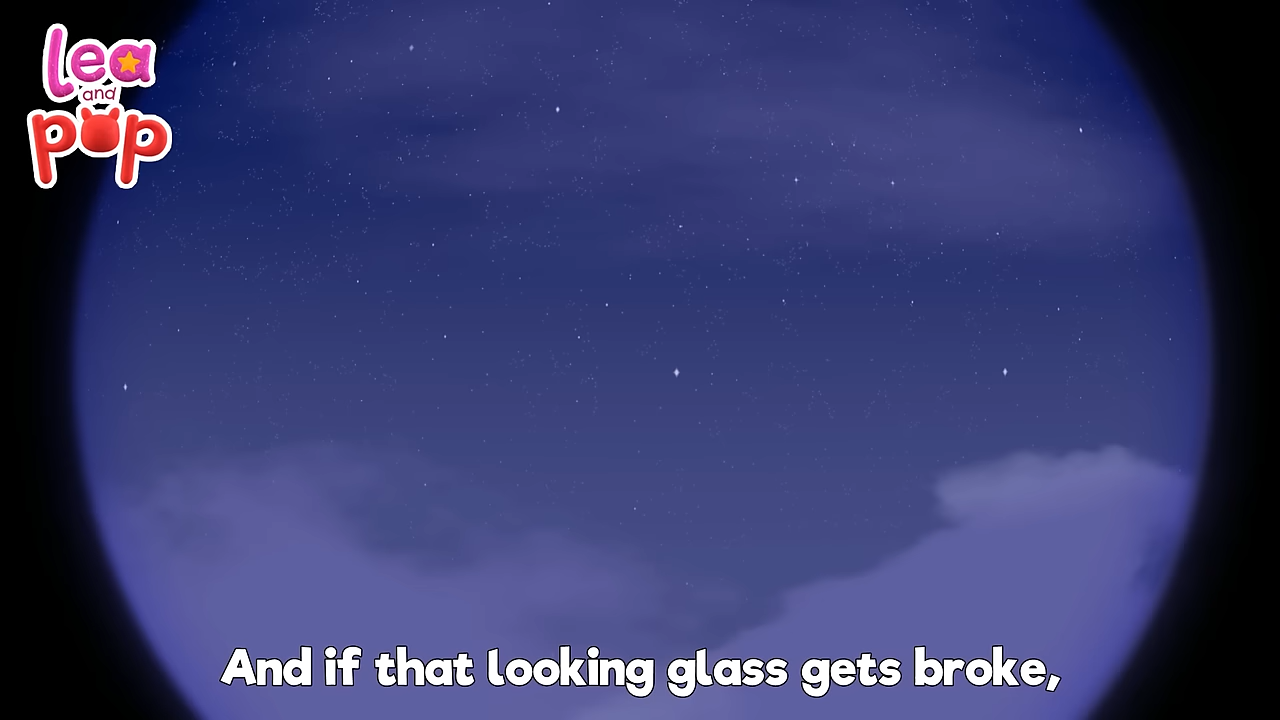 lea
and
pop
And if that looking glass gets broke,